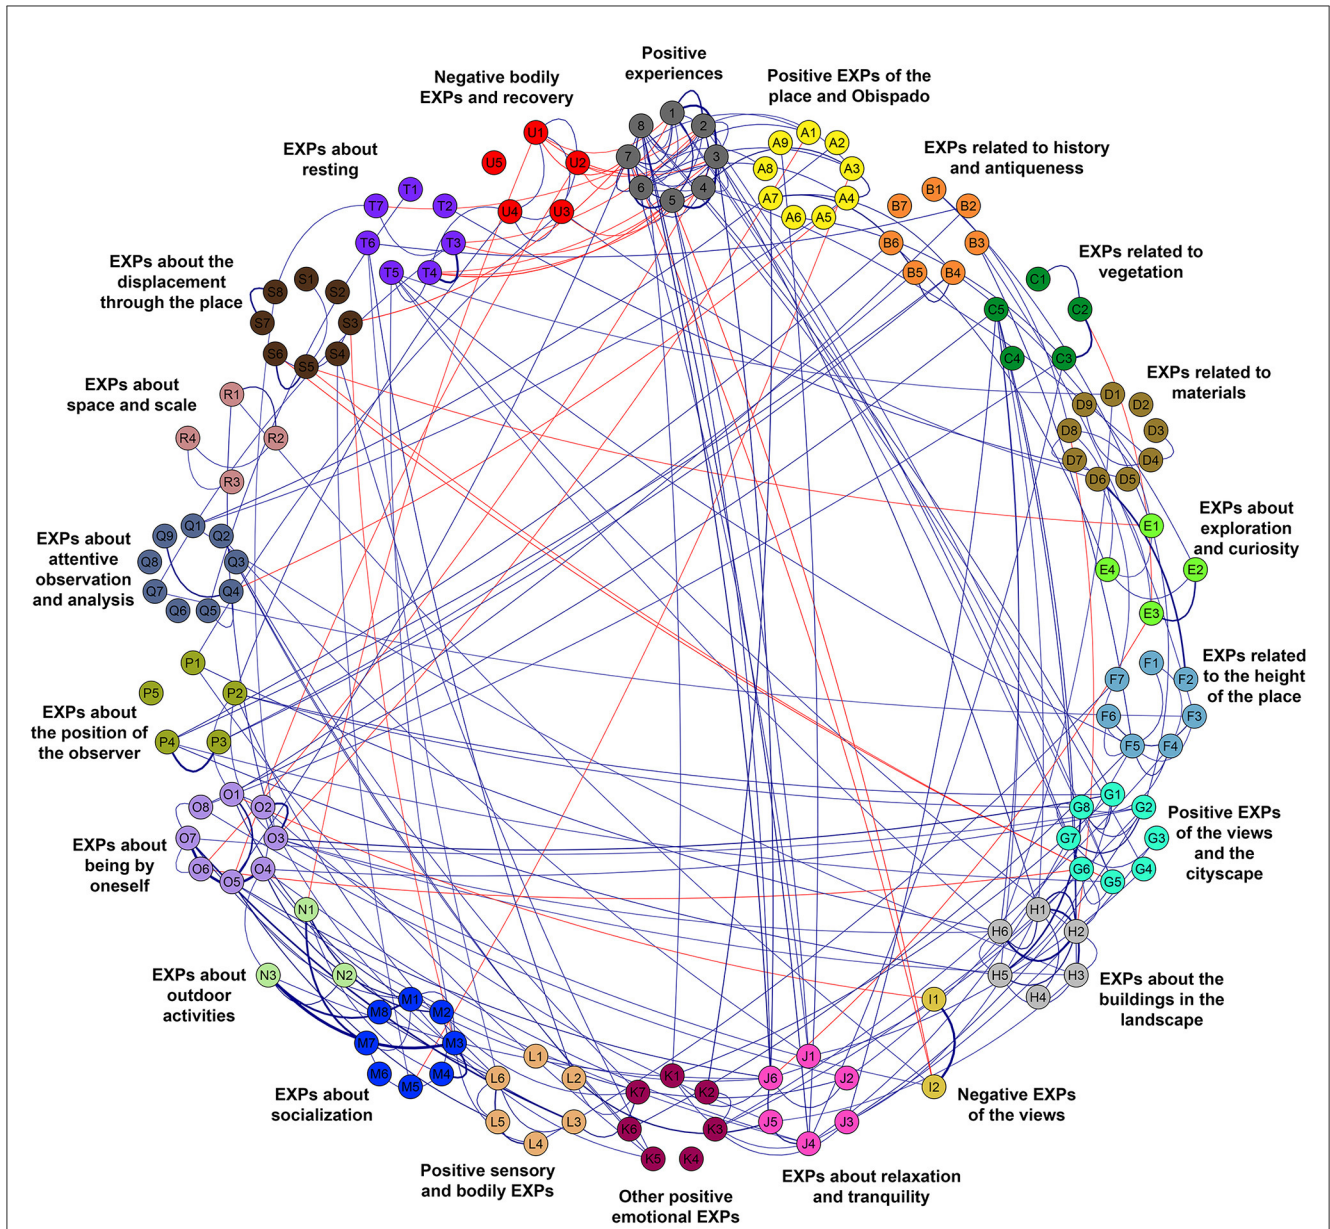 Positive
experiences
1
2
3
4
5
6
7
8
Positive EXPs of the
place and Obispado
A1
A2
A3
A4
A5
A6
A7
A8
A9
EXPs related to history
and antiqueness
B1
B2
B3
B4
B5
B6
B7
EXPs related to
vegetation
C1
C2
C3
C4
C5
EXPs related to
materials
D1
D2
D3
D4
D5
D6
D7
D8
D9
EXPs about
exploration
and curiosity
E1
E2
E3
E4
EXPs related
to the height
of the place
F1
F2
F3
F4
F5
F6
F7
Positive EXPs
of the views
and the
cityscape
G1
G2
G3
G4
G5
G6
G7
G8
EXPs about the
buildings in the
landscape
H1
H2
H3
H4
H5
H6
Negative EXPs
of the views
I1
I2
EXPs about relaxation
and tranquility
J1
J2
J3
J4
J5
J6
Other positive
emotional EXPs
K1
K2
K3
K4
K5
K6
K7
Positive sensory
and bodily EXPs
L1
L2
L3
L4
L5
L6
EXPs about
socialization
M1
M2
M3
M4
M5
M6
M7
M8
EXPs about
outdoor
activities
N1
N2
N3
EXPs about
being by
oneself
O1
O2
O3
O4
O5
O6
O7
O8
EXPs about
the position of
the observer
P1
P2
P3
P4
P5
EXPs about
attentive
observation
and analysis
Q1
Q2
Q3
Q4
Q5
Q6
Q7
Q8
Q9
EXPs about
space and scale
R1
R2
R3
R4
EXPs about the
displacement
through the place
S1
S2
S3
S4
S5
S6
S7
S8
EXPs about
resting
T1
T2
T3
T4
T5
T6
T7
Negative bodily
EXPs and recovery
U1
U2
U3
U4
U5